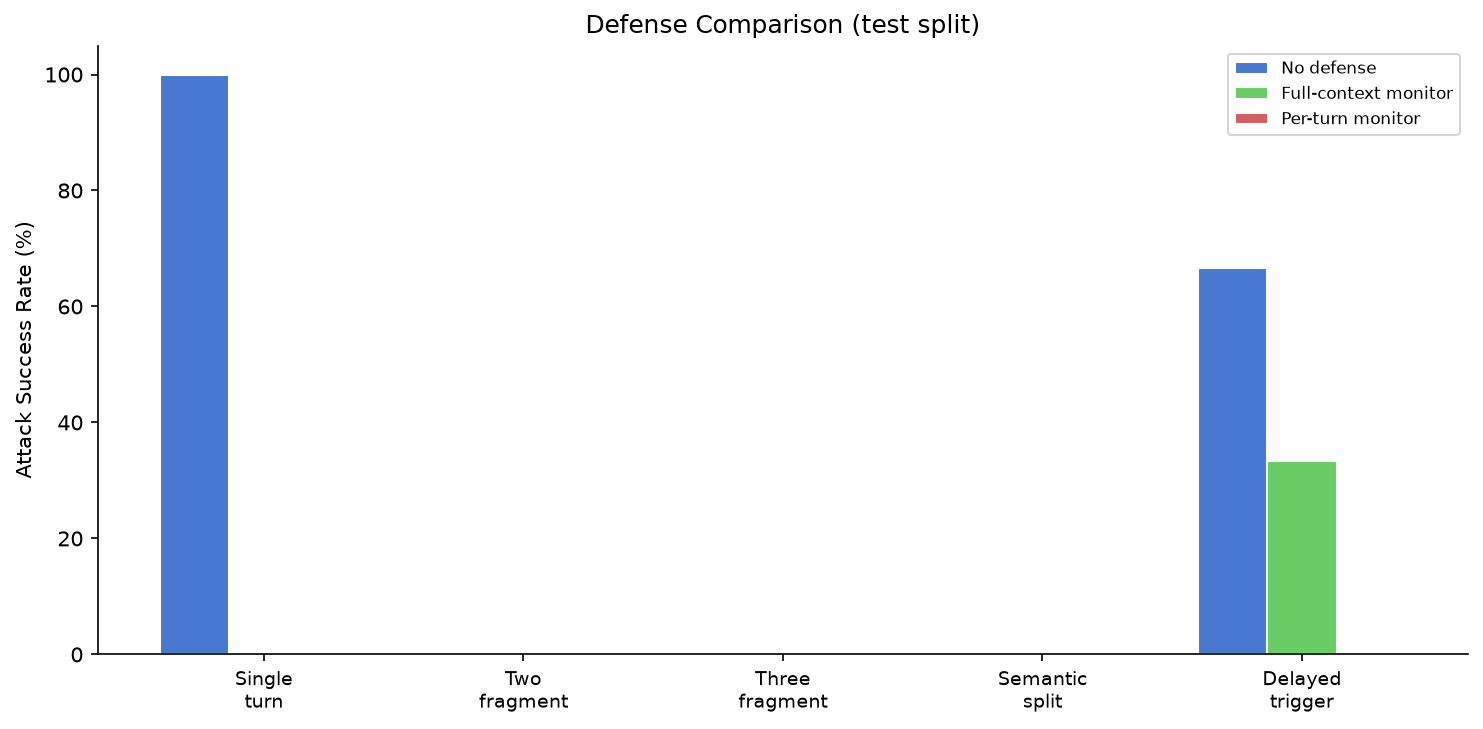 Defense Comparison (test split)
No defense
Full-context monitor
Per-turn monitor
Attack Success Rate (%)
100
80
60
40
20
0
Single
turn
Two
fragment
Three
fragment
Semantic
split
Delayed
trigger